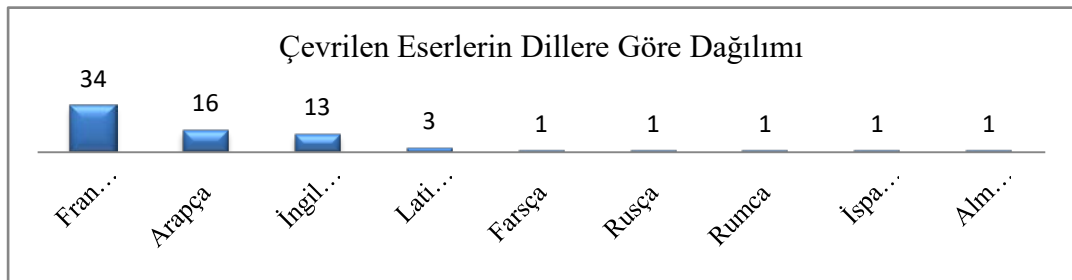 Çevrilen Eserlerin Dillere Göre Dağılımı
34 16 13 3 1 1 1 1 1
Fran… Arapça İngil… Lati… Farsça Rusça Rumca İspa… Alm…